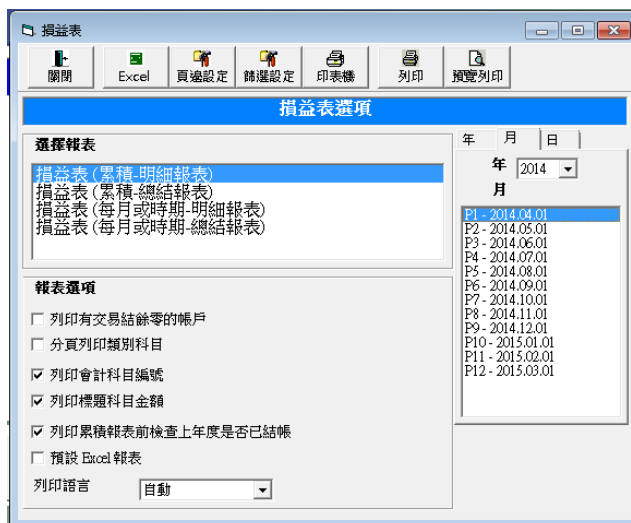 損益表
關閉
Excel
頁邊設定
篩選設定
印表機
列印
預覽列印
損益表選項
選擇報表
損益表 (累積-明細報表)
損益表 (累積-總結報表)
損益表 (每月或時期-明細報表)
損益表 (每月或時期-總結報表)
報表選項
列印有交易結餘零的帳戶
分頁列印類別科目
列印會計科目編號
列印標題科目金額
列印累積報表前檢查上年度是否已結帳
預設 Excel 報表
列印語言 自動
年 月 日
年 2014
月
P1 - 2014.04.01
P2 - 2014.05.01
P3 - 2014.06.01
P4 - 2014.07.01
P5 - 2014.08.01
P6 - 2014.09.01
P7 - 2014.10.01
P8 - 2014.11.01
P9 - 2014.12.01
P10 - 2015.01.01
P11 - 2015.02.01
P12 - 2015.03.01